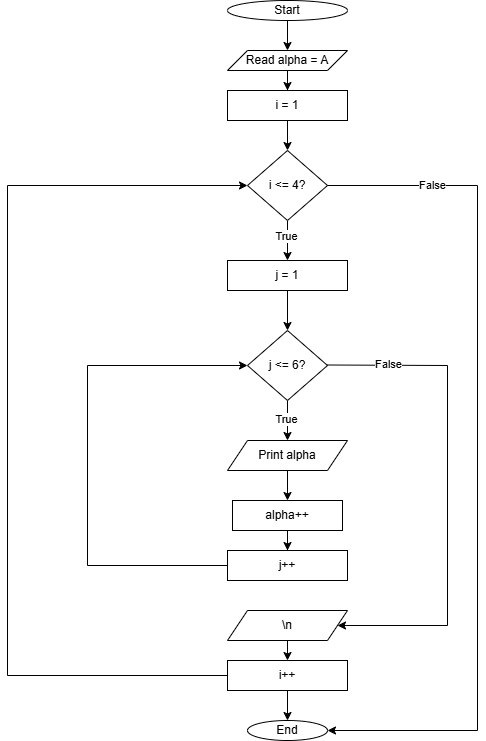 Start
Read alpha = A
i = 1
i <= 4?
False
True
j = 1
j <= 6?
False
True
Print alpha
alpha++
j++
\n
i++
End